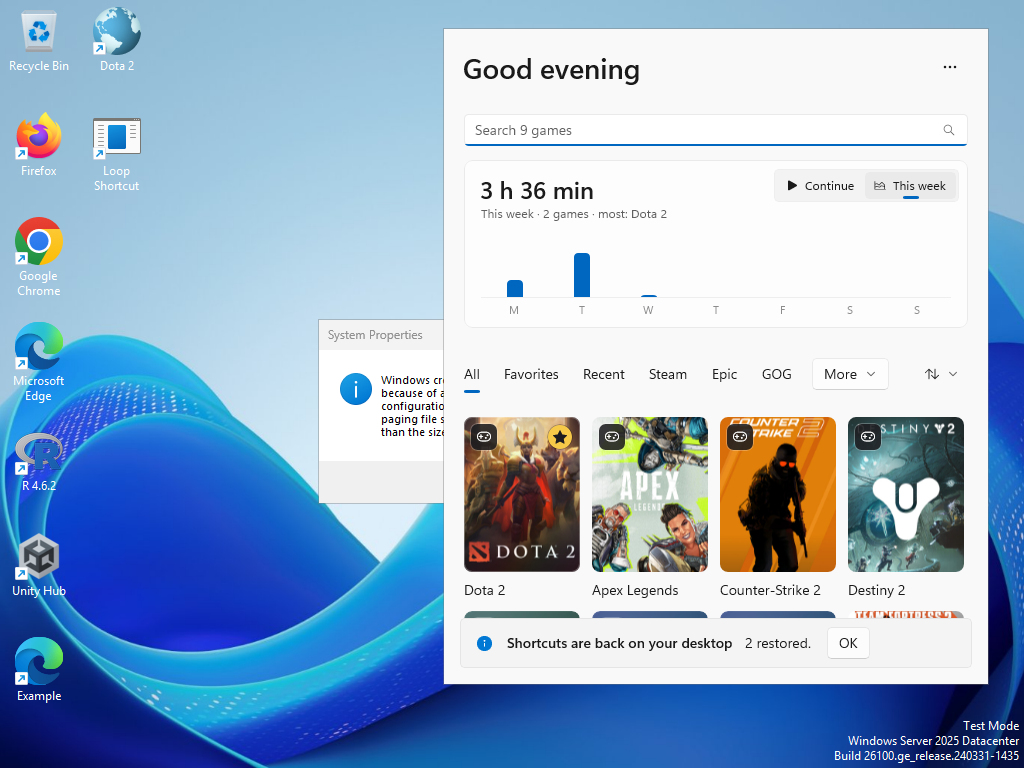 Recycle Bin
Dota 2
Firefox
Loop
Shortcut
Google
Chrome
Microsoft
Edge
R 4.6.2
Unity Hub
Example
System Properties
Windows cr
because of a
configuratio
paging file s
than the size
Good evening
Search 9 games
3 h 36 min
This week · 2 games · most: Dota 2
Continue
This week
M T W T F S S
All Favorites Recent Steam Epic GOG More
DOTA 2
APEX
LEGENDS
COUNTER
STRIKE 2
DESTINY 2
Dota 2
Apex Legends
Counter-Strike 2
Destiny 2
TEAM FORTRESS 2
Shortcuts are back on your desktop 2 restored. OK
Test Mode
Windows Server 2025 Datacenter
Build 26100.ge_release.240331-1435